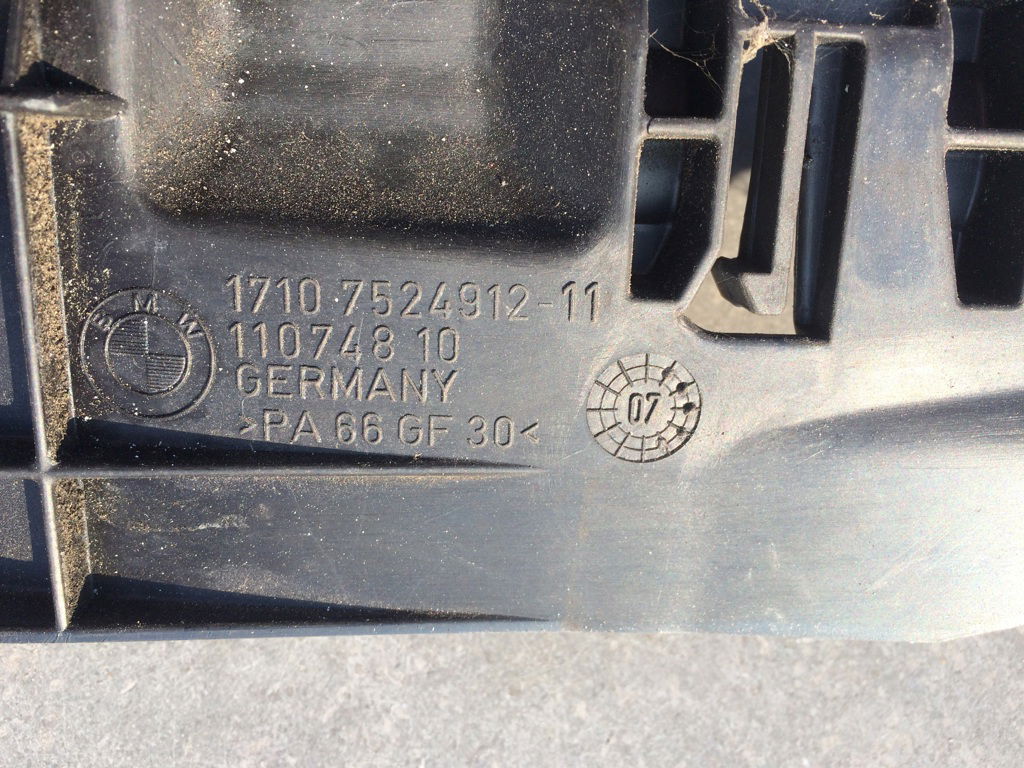 BMW
1710 7524912-11
110748 10
GERMANY
>PA 66 GF 30<
07